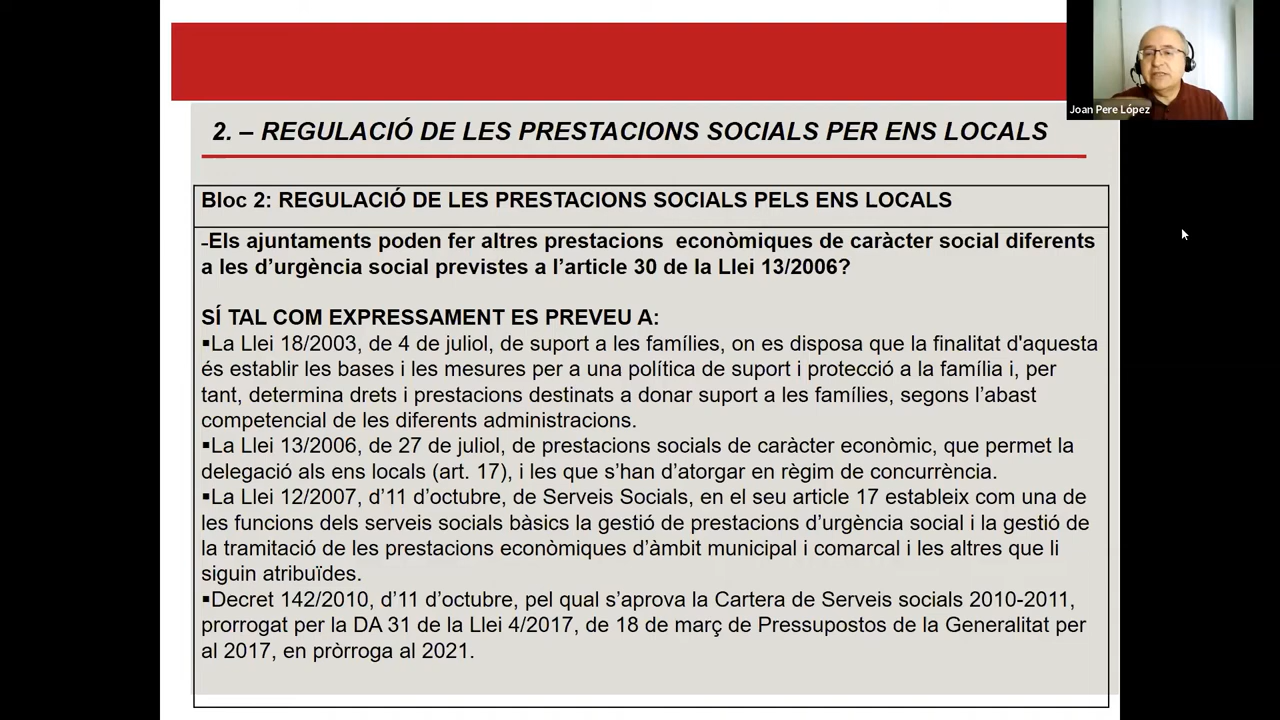 Joan Pere López
2. – REGULACIÓ DE LES PRESTACIONS SOCIALS PER ENS LOCALS
Bloc 2: REGULACIÓ DE LES PRESTACIONS SOCIALS PELS ENS LOCALS
-Els ajuntaments poden fer altres prestacions econòmiques de caràcter social diferents
a les d’urgència social previstes a l’article 30 de la Llei 13/2006?
SÍ TAL COM EXPRESSAMENT ES PREVEU A:
▪La Llei 18/2003, de 4 de juliol, de suport a les famílies, on es disposa que la finalitat d'aquesta
és establir les bases i les mesures per a una política de suport i protecció a la família i, per
tant, determina drets i prestacions destinats a donar suport a les famílies, segons l’abast
competencial de les diferents administracions.
▪La Llei 13/2006, de 27 de juliol, de prestacions socials de caràcter econòmic, que permet la
delegació als ens locals (art. 17), i les que s’han d’atorgar en règim de concurrència.
▪La Llei 12/2007, d’11 d’octubre, de Serveis Socials, en el seu article 17 estableix com una de
les funcions dels serveis socials bàsics la gestió de prestacions d’urgència social i la gestió de
la tramitació de les prestacions econòmiques d’àmbit municipal i comarcal i les altres que li
siguin atribuïdes.
▪Decret 142/2010, d’11 d’octubre, pel qual s’aprova la Cartera de Serveis socials 2010-2011,
prorrogat per la DA 31 de la Llei 4/2017, de 18 de març de Pressupostos de la Generalitat per
al 2017, en pròrroga al 2021.